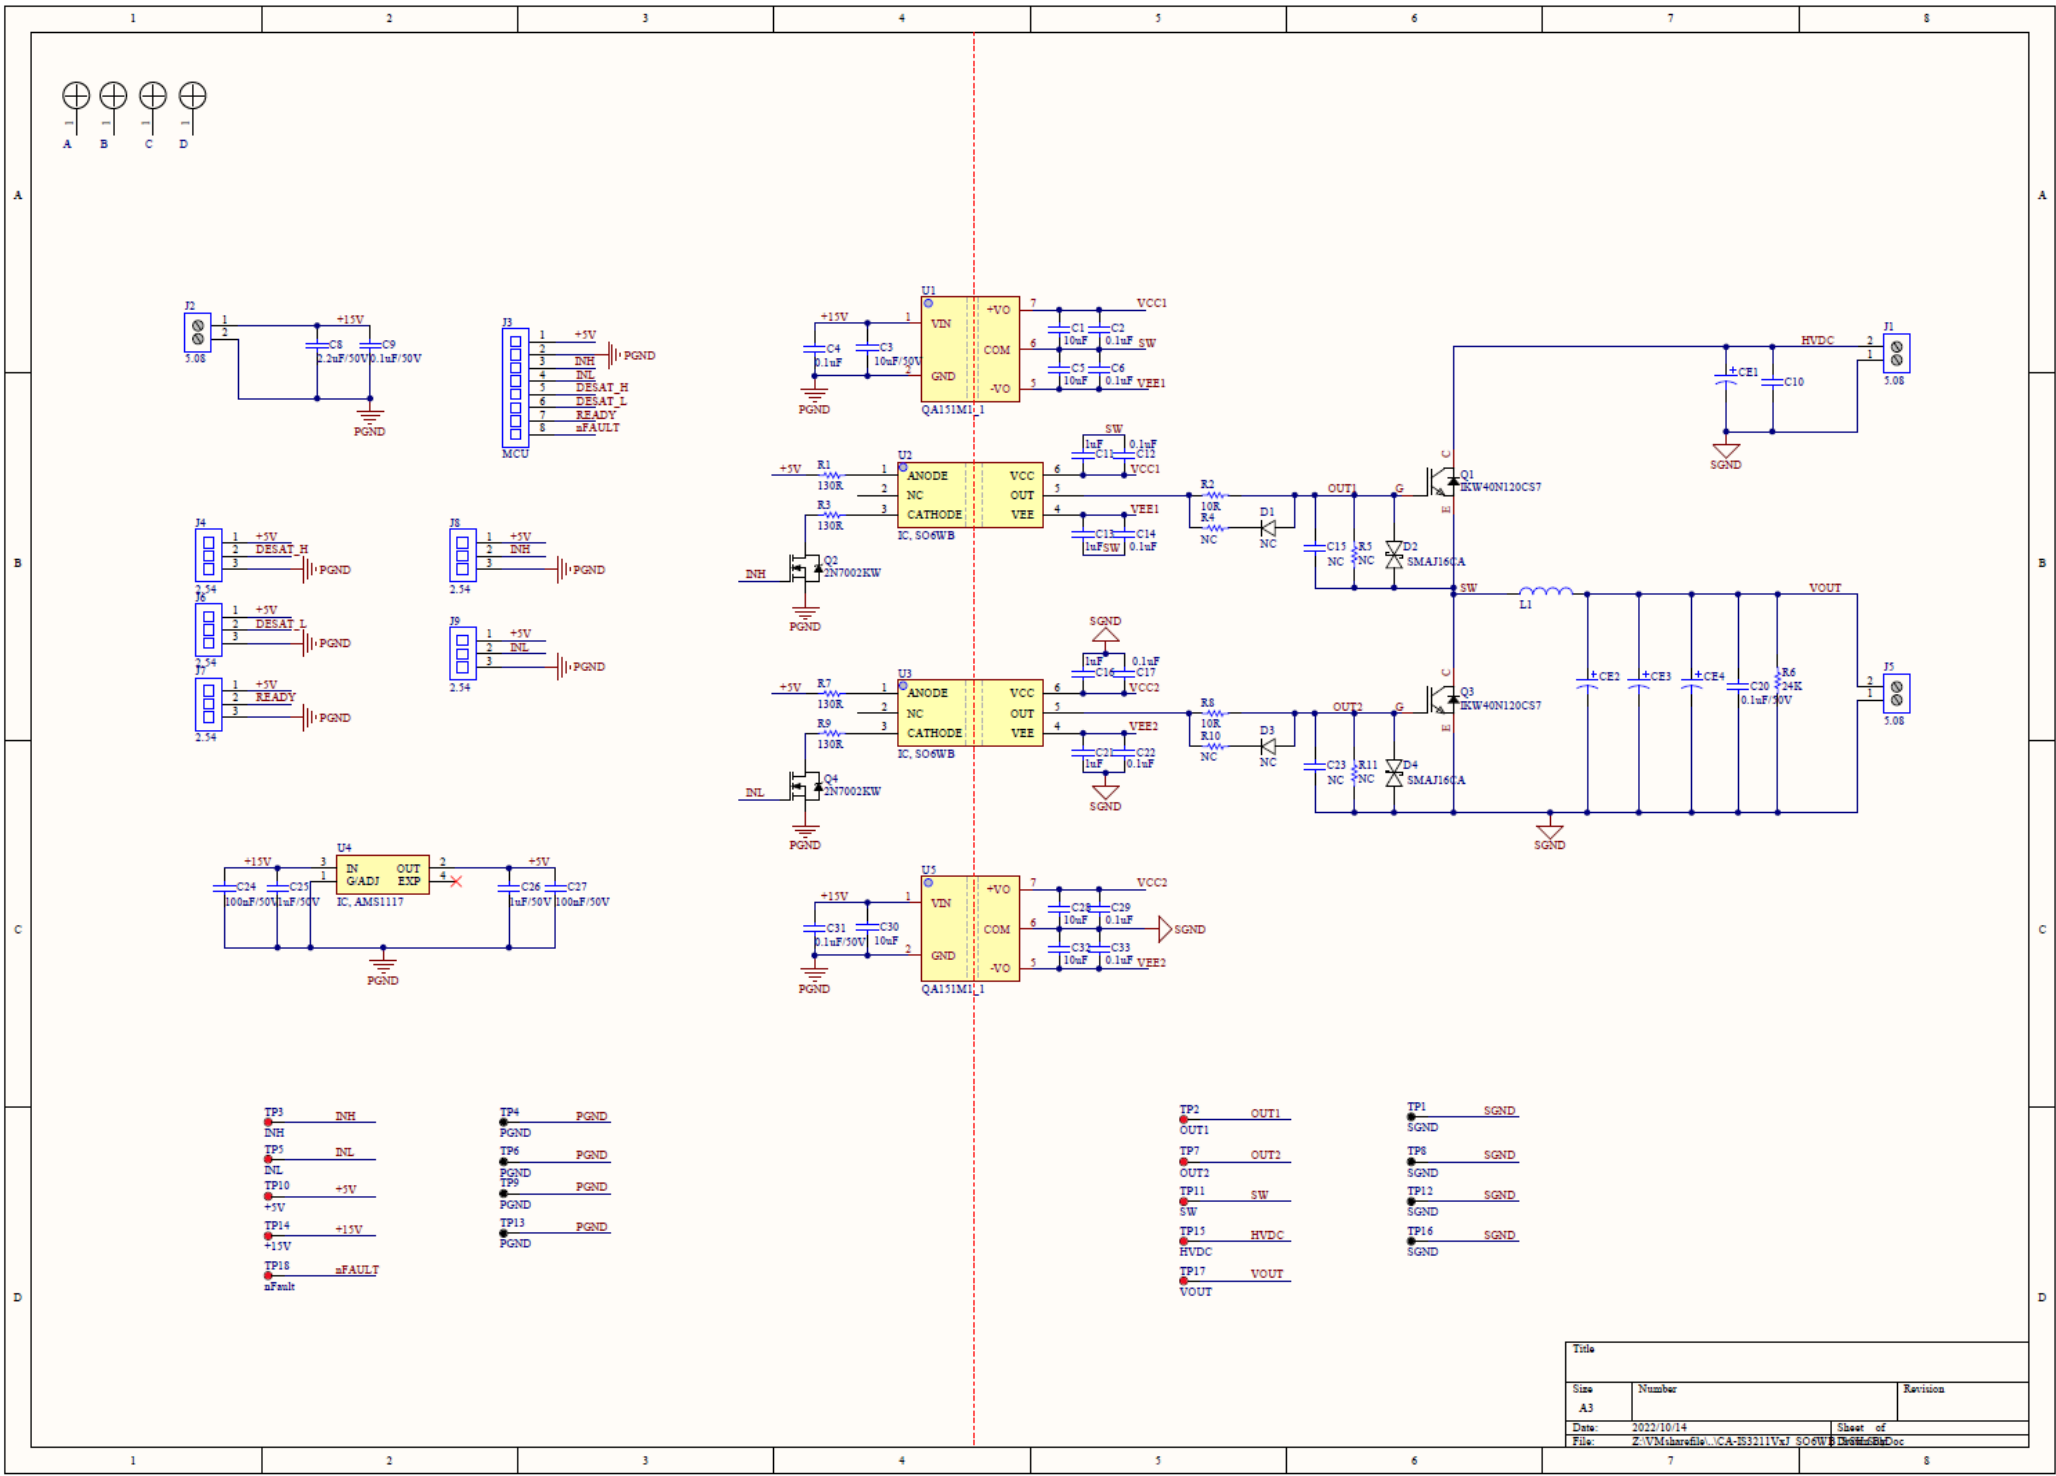 1 2 3 4 5 6 7 8
A
B
C
D
A
B
C
D
1 1 1 1
A B C D
J2
1
2
5.08
+15V
C8
2.2uF/50V
C9
0.1uF/50V
PGND
J3
1 +5V
2 PGND
3 INH
4 INL
5 DESAT_H
6 DESAT_L
7 READY
8 nFAULT
MCU
U1
+15V
1 VIN
C4
0.1uF
C3
10uF/50V
2 GND
PGND
+VO 7
COM 6
-VO 5
QA151M1_1
VCC1
C1
10uF
C2
0.1uF
SW
C5
10uF
C6
0.1uF
VEE1
HVDC
J1
2
1
5.08
CE1
C10
SGND
U2
+5V
R1
130R
1 ANODE
2 NC
3 CATHODE
VCC 6
OUT 5
VEE 4
IC, SO6WB
R3
130R
Q2
2N7002KW
INH
PGND
SW
1uF
C11
0.1uF
C12
VCC1
VEE1
C13
1uF
C14
0.1uF
SW
R2
10R
R4
NC
D1
NC
OUT1
C15
NC
R5
NC
D2
SMAJ16CA
G
C
E
Q1
IKW40N120CS7
SW
L1
VOUT
J4
1 +5V
2 DESAT_H
3 PGND
2.54
J6
1 +5V
2 DESAT_L
3 PGND
2.54
J7
1 +5V
2 READY
3 PGND
2.54
J8
1 +5V
2 INH
3 PGND
2.54
J9
1 +5V
2 INL
3 PGND
2.54
SGND
1uF
C16
0.1uF
C17
VCC2
U3
+5V
R7
130R
1 ANODE
2 NC
3 CATHODE
VCC 6
OUT 5
VEE 4
IC, SO6WB
R9
130R
Q4
2N7002KW
INL
PGND
VEE2
C21
1uF
C22
0.1uF
SGND
R8
10R
R10
NC
D3
NC
OUT2
C23
NC
R11
NC
D4
SMAJ16CA
G
C
E
Q3
IKW40N120CS7
CE2
CE3
CE4
C20
0.1uF/50V
R6
24K
J5
2
1
5.08
SGND
U4
+15V
3 IN
1 G/ADJ
OUT 2
EXP 4
IC, AMS1117
+5V
C24
100nF/50V
C25
1uF/50V
C26
1uF/50V
C27
100nF/50V
PGND
U5
+15V
1 VIN
C31
0.1uF/50V
C30
10uF
2 GND
PGND
+VO 7
COM 6
-VO 5
QA151M1_1
VCC2
C28
10uF
C29
0.1uF
SGND
C32
10uF
C33
0.1uF
VEE2
TP3 INH
INH
TP5 INL
INL
TP10 +5V
+5V
TP14 +15V
+15V
TP18 nFAULT
nFault
TP4 PGND
PGND
TP6 PGND
PGND
TP9 PGND
PGND
TP13 PGND
PGND
TP2 OUT1
OUT1
TP7 OUT2
OUT2
TP11 SW
SW
TP15 HVDC
HVDC
TP17 VOUT
VOUT
TP1 SGND
SGND
TP8 SGND
SGND
TP12 SGND
SGND
TP16 SGND
SGND
Title
Size Number Revision
A3
Date: 2022/10/14 Sheet of
File: Z:\VMsharefile\..\CA-IS3211VxJ_SO6WB
1 2 3 4 5 6 7 8